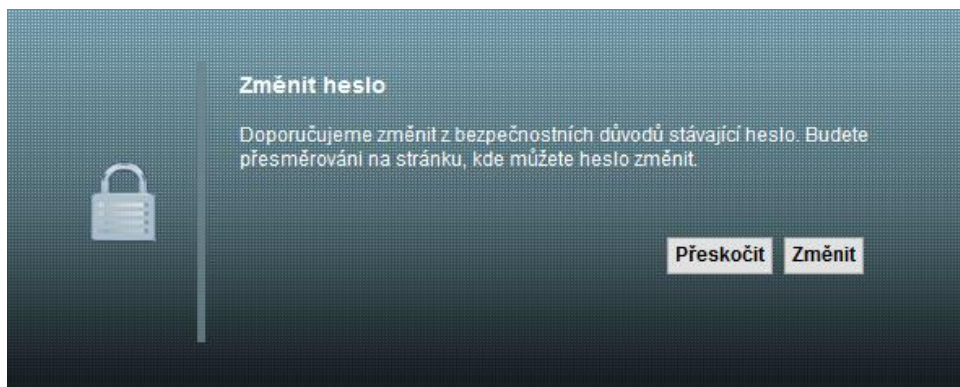 Změnit heslo
Doporučujeme změnit z bezpečnostních důvodů stávající heslo. Budete
přesměrováni na stránku, kde můžete heslo změnit.
Přeskočit Změnit